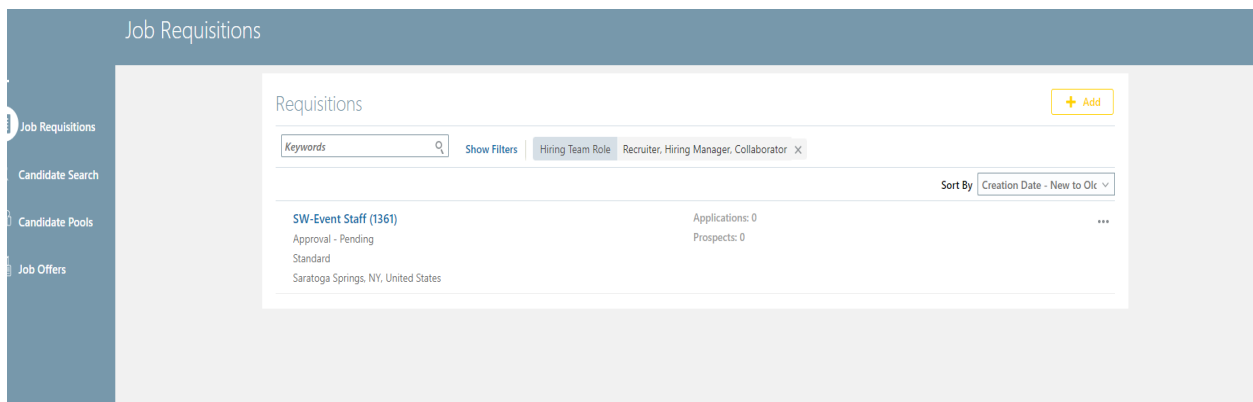 Job Requisitions
Job Requisitions
Candidate Search
Candidate Pools
Job Offers
Requisitions
+ Add
Keywords
Show Filters
Hiring Team Role Recruiter, Hiring Manager, Collaborator X
Sort By Creation Date - New to Olc
SW-Event Staff (1361)
Approval - Pending
Standard
Saratoga Springs, NY, United States
Applications: 0
Prospects: 0